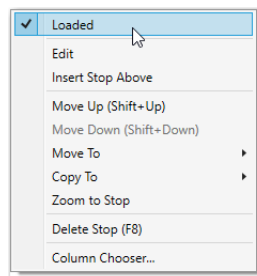 Loaded
Edit
Insert Stop Above
Move Up (Shift+Up)
Move Down (Shift+Down)
Move To
Copy To
Zoom to Stop
Delete Stop (F8)
Column Chooser...